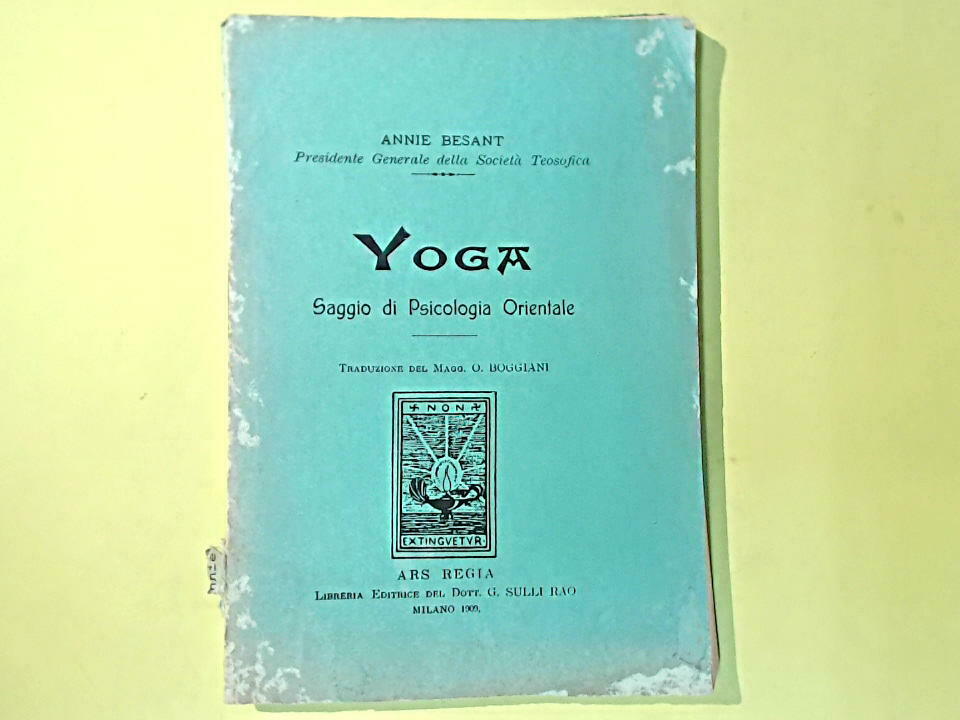 ANNIE BESANT
Presidente Generale della Società Teosofica
YOGA
Saggio di Psicologia Orientale
TRADUZIONE DEL MAGG. O. BOGGIANI
NON
EXTINGVETVR.
ARS REGIA
LIBRERIA EDITRICE DEL DOTT. G. SULLI RAO
MILANO 1909.